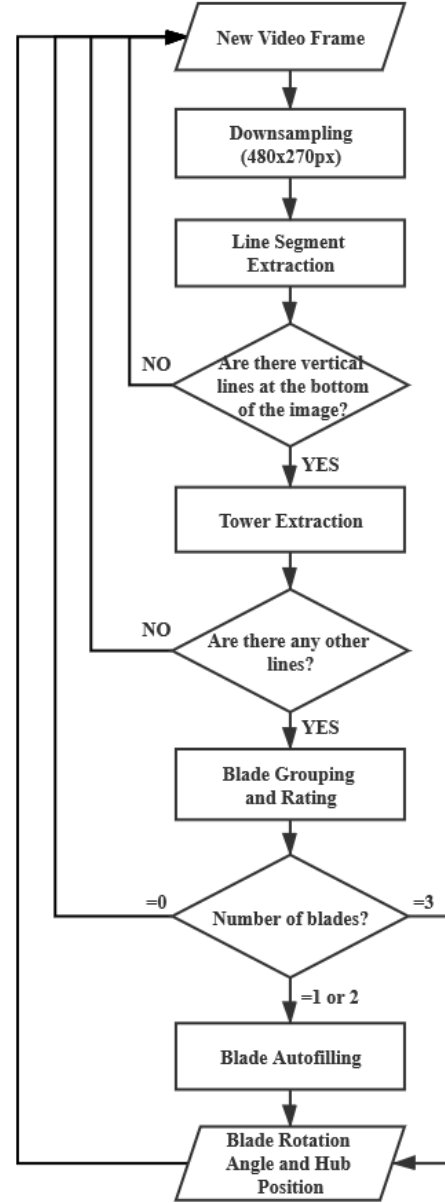 New Video Frame
Downsampling
(480x270px)
Line Segment
Extraction
NO
Are there vertical
lines at the bottom
of the image?
YES
Tower Extraction
NO
Are there any other
lines?
YES
Blade Grouping
and Rating
=0
=3
Number of blades?
=1 or 2
Blade Autofilling
Blade Rotation
Angle and Hub
Position